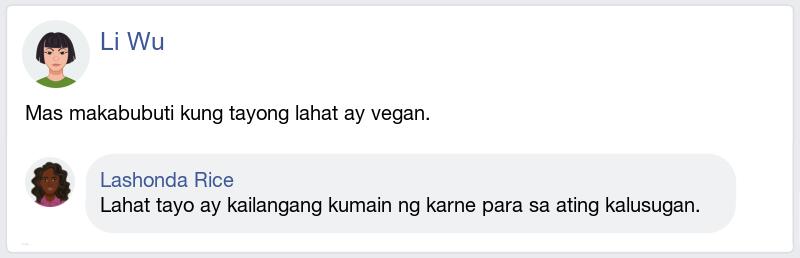 Li Wu
Mas makabubuti kung tayong lahat ay vegan.
Lashonda Rice
Lahat tayo ay kailangang kumain ng karne para sa ating kalusugan.